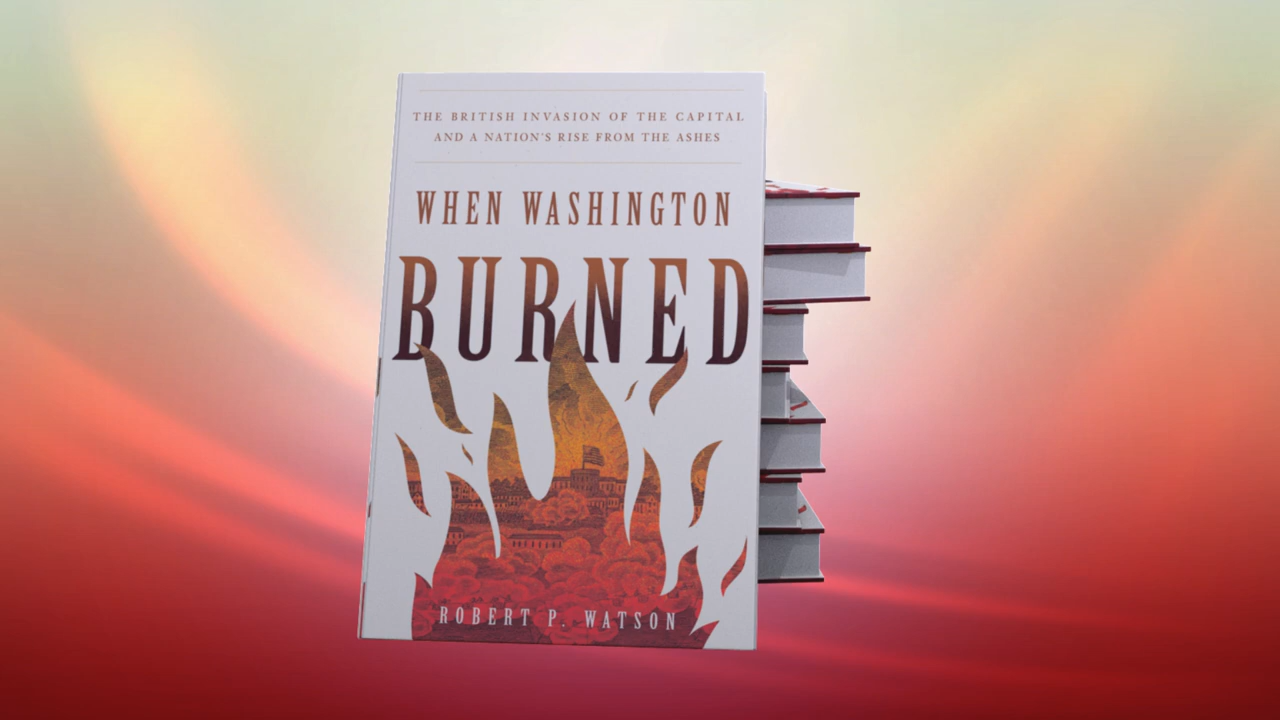 THE BRITISH INVASION OF THE CAPITAL
AND A NATION'S RISE FROM THE ASHES
WHEN WASHINGTON
BURNED
ROBERT P. WATSON